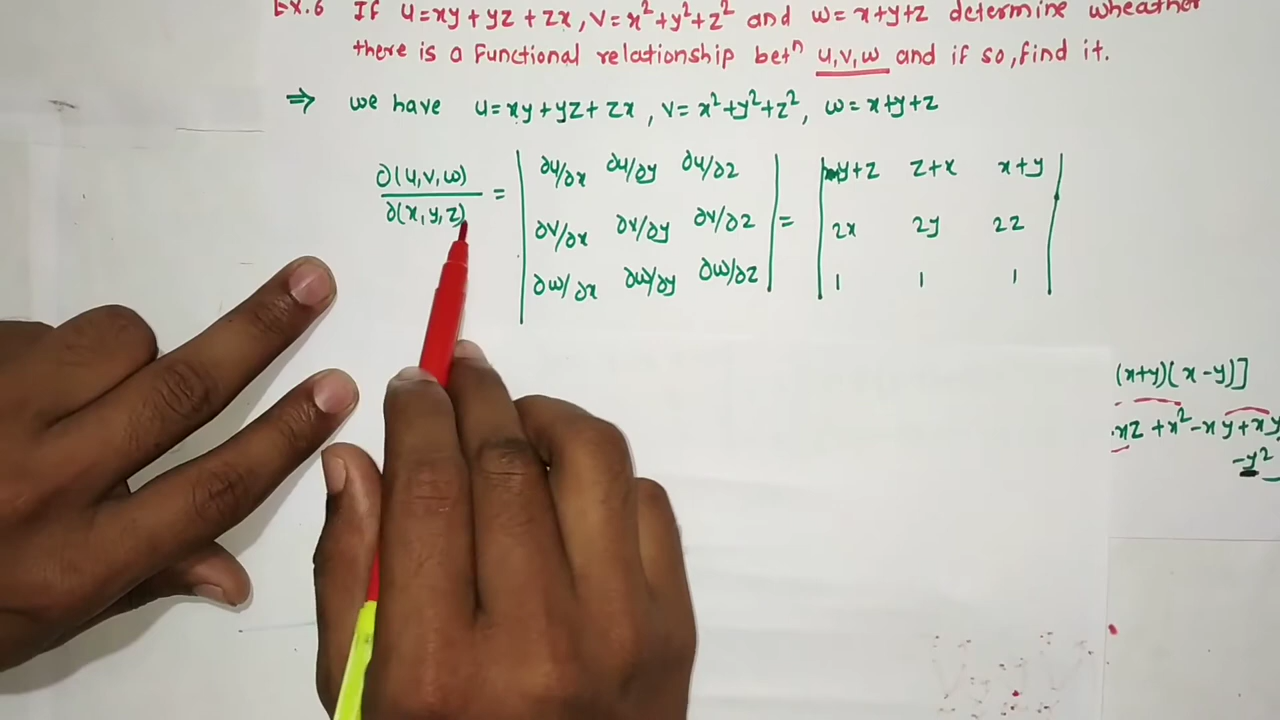 Ex.6 If u=xy+yz+zx, v=x²+y²+z² and w=x+y+z determine wheather
there is a functional relationship betⁿ u,v,w and if so, find it.
⇒ we have u=xy+yz+zx, v=x²+y²+z², w=x+y+z
∂(u,v,w)/∂(x,y,z) = | ∂u/∂x ∂u/∂y ∂u/∂z | = | y+z z+x x+y |
| ∂v/∂x ∂v/∂y ∂v/∂z | | 2x 2y 2z |
| ∂w/∂x ∂w/∂y ∂w/∂z | | 1 1 1 |
(x+y)(x-y)]
xz+x²-xy+xy
-y²